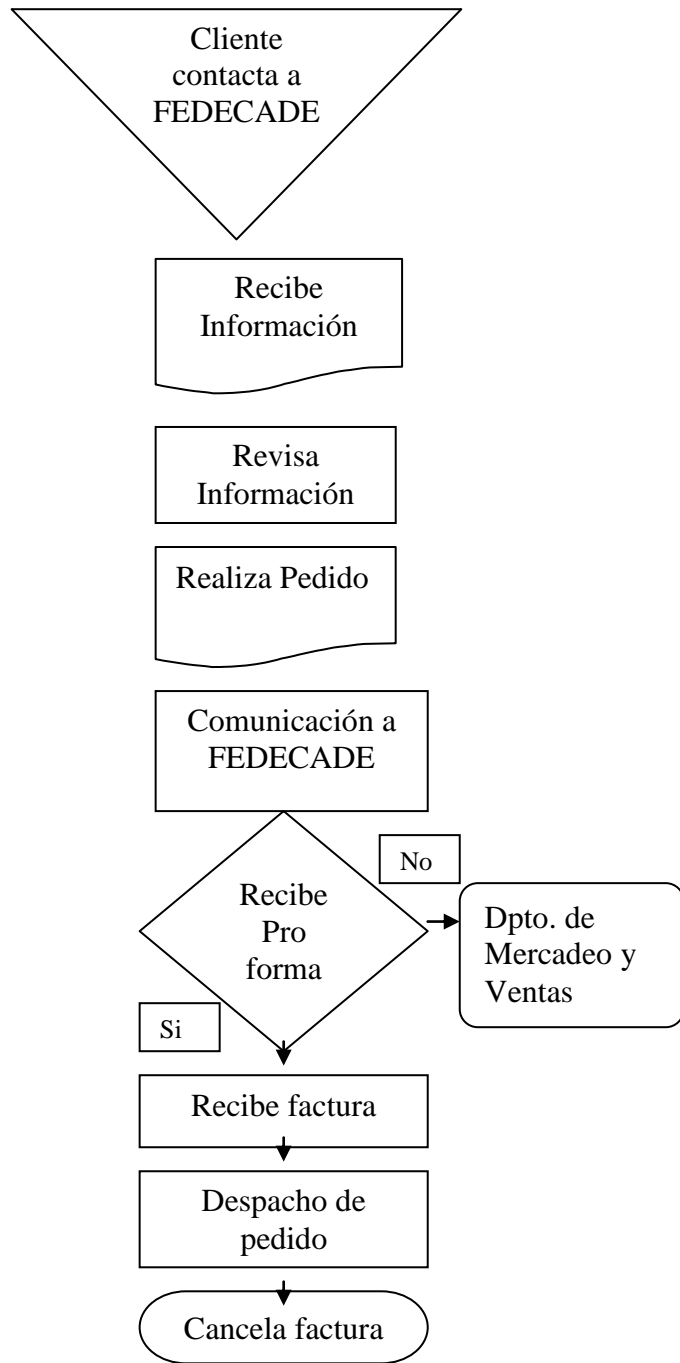 Cliente
contacta a
FEDECADE
Recibe
Información
Revisa
Información
Realiza Pedido
Comunicación a
FEDECADE
No
Recibe
Pro
forma
Dpto. de
Mercadeo y
Ventas
Si
Recibe factura
Despacho de
pedido
Cancela factura